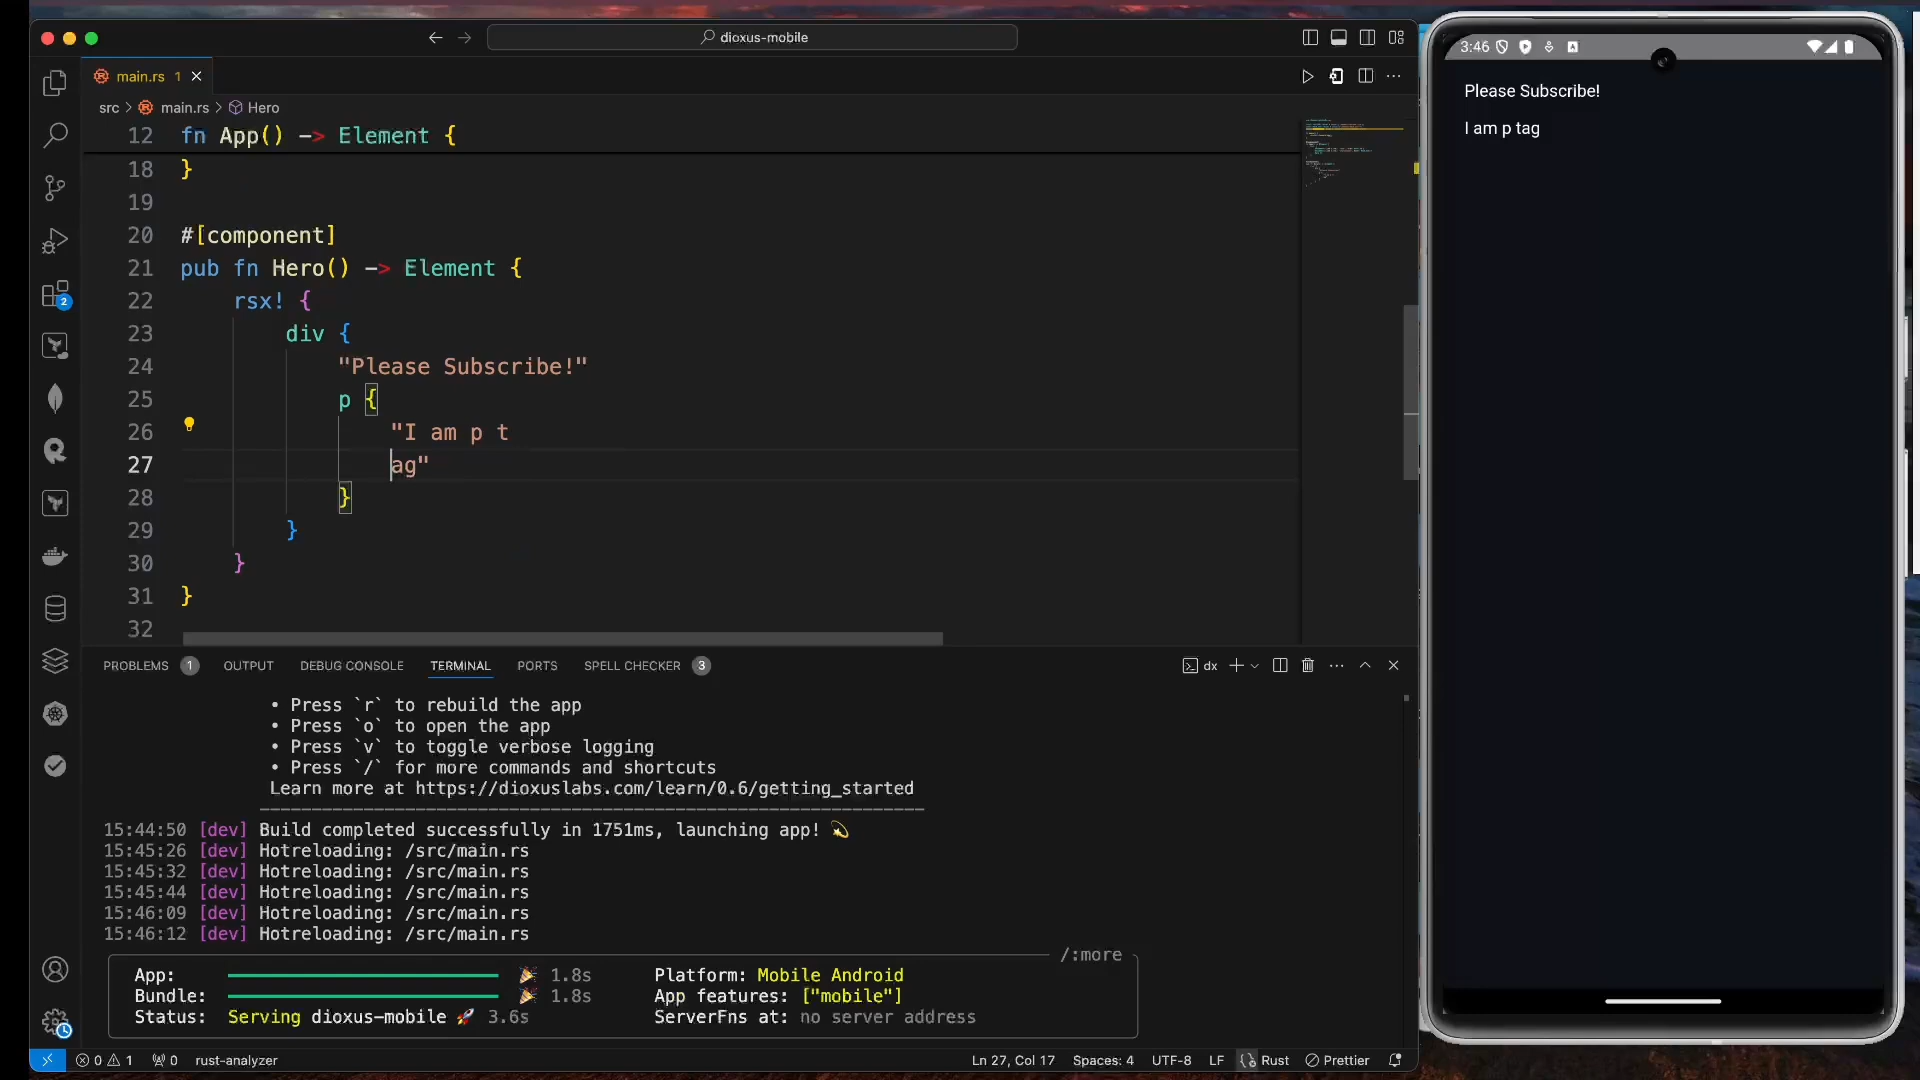 dioxus-mobile
main.rs 1
src > main.rs > Hero
12 fn App() -> Element {
18 }
19
20 #[component]
21 pub fn Hero() -> Element {
22 rsx! {
23 div {
24 "Please Subscribe!"
25 p {
26 "I am p t
27 ag"
28 }
29 }
30 }
31 }
32
2
PROBLEMS 1 OUTPUT DEBUG CONSOLE TERMINAL PORTS SPELL CHECKER 3
dx
• Press `r` to rebuild the app
• Press `o` to open the app
• Press `v` to toggle verbose logging
• Press `/` for more commands and shortcuts
Learn more at https://dioxuslabs.com/learn/0.6/getting_started
15:44:50 [dev] Build completed successfully in 1751ms, launching app! 💫
15:45:26 [dev] Hotreloading: /src/main.rs
15:45:32 [dev] Hotreloading: /src/main.rs
15:45:44 [dev] Hotreloading: /src/main.rs
15:46:09 [dev] Hotreloading: /src/main.rs
15:46:12 [dev] Hotreloading: /src/main.rs
/:more
App: 🎉 1.8s Platform: Mobile Android
Bundle: 🎉 1.8s App features: ["mobile"]
Status: Serving dioxus-mobile 🚀 3.6s ServerFns at: no server address
0 1 0 rust-analyzer Ln 27, Col 17 Spaces: 4 UTF-8 LF Rust Prettier
3:46
Please Subscribe!
I am p tag